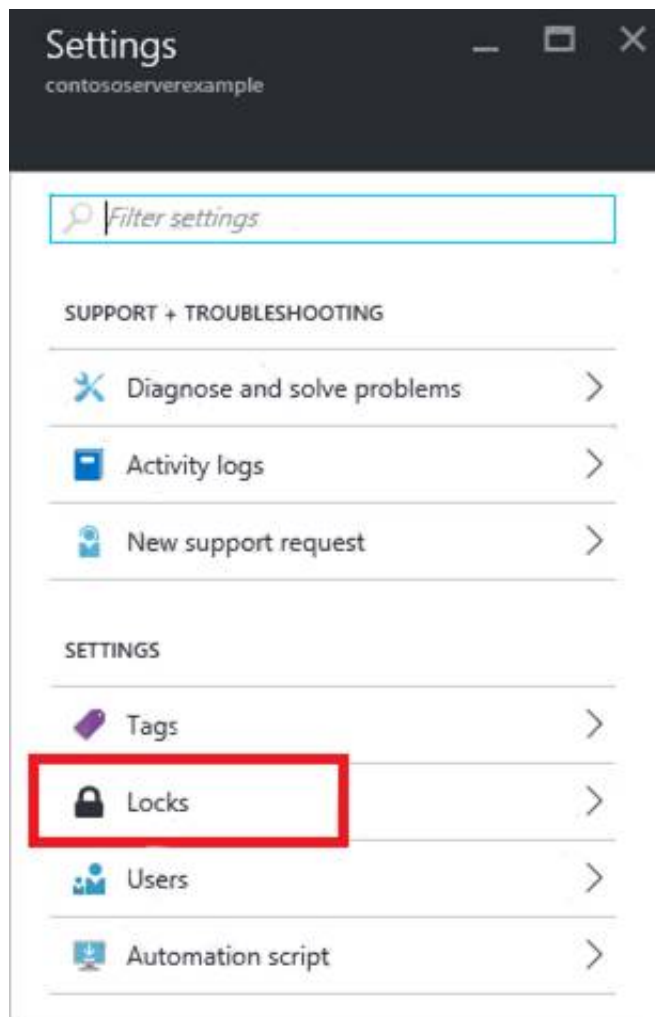 Settings
contososerverexample
Filter settings
SUPPORT + TROUBLESHOOTING
Diagnose and solve problems
Activity logs
New support request
SETTINGS
Tags
Locks
Users
Automation script